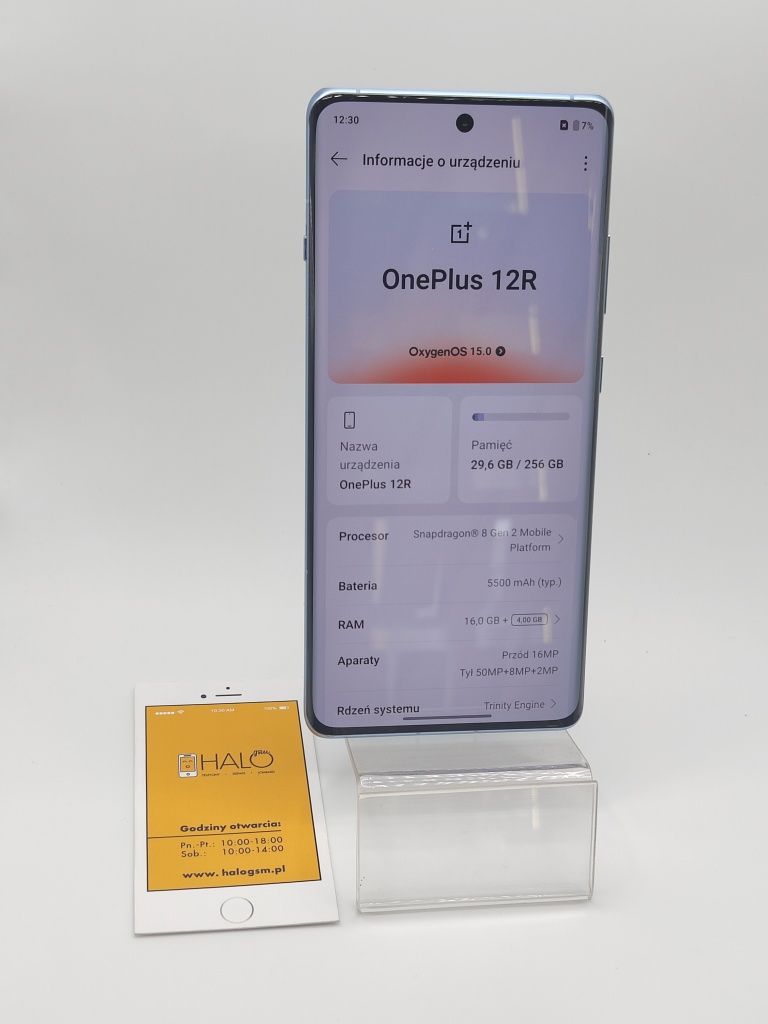 12:30
7%
Informacje o urządzeniu
OnePlus 12R
OxygenOS 15.0
Nazwa
urządzenia
OnePlus 12R
Pamięć
29,6 GB / 256 GB
Procesor
Snapdragon® 8 Gen 2 Mobile
Platform
Bateria
5500 mAh (typ.)
RAM
16,0 GB + 4,00 GB
Aparaty
Przód 16MP
Tył 50MP+8MP+2MP
Rdzeń systemu
Trinity Engine
HALO
Godziny otwarcia:
Pn.-Pt.: 10:00-18:00
Sob.: 10:00-14:00
www.halogsm.pl